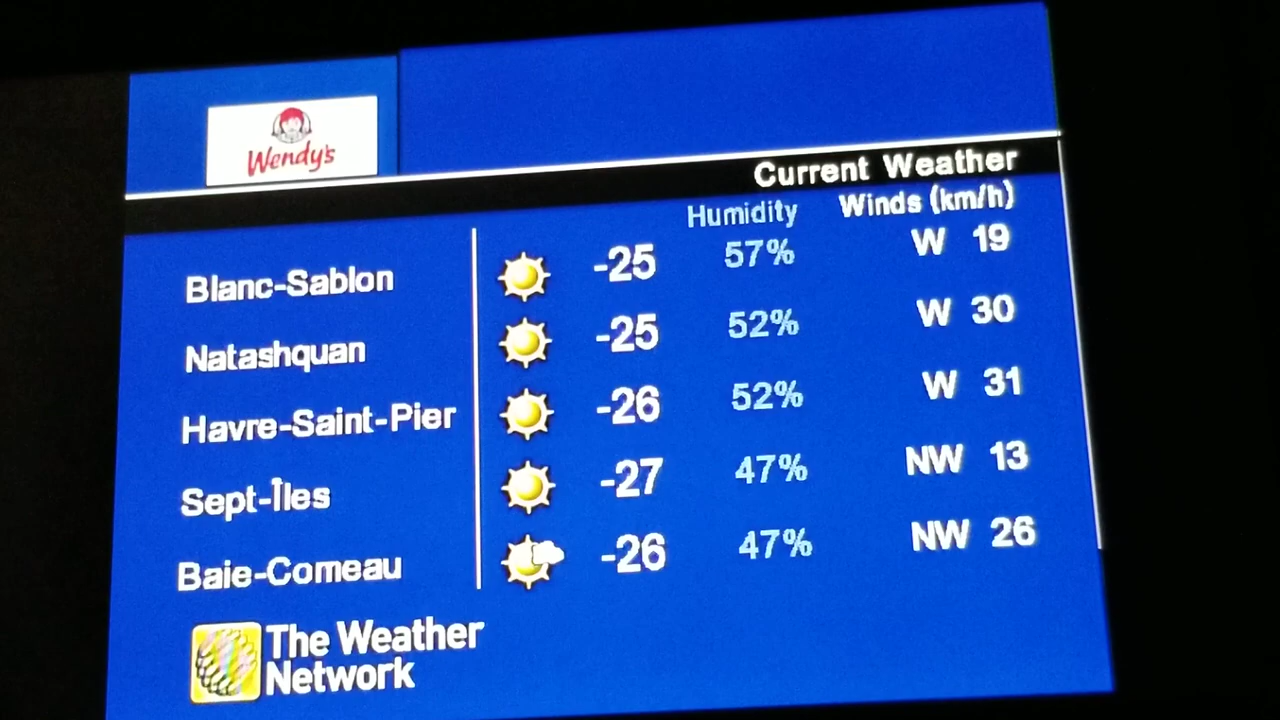 Wendy's
Current Weather
Humidity Winds (km/h)
Blanc-Sablon -25 57% W 19
Natashquan -25 52% W 30
Havre-Saint-Pier -26 52% W 31
Sept-Îles -27 47% NW 13
Baie-Comeau -26 47% NW 26
The Weather
Network